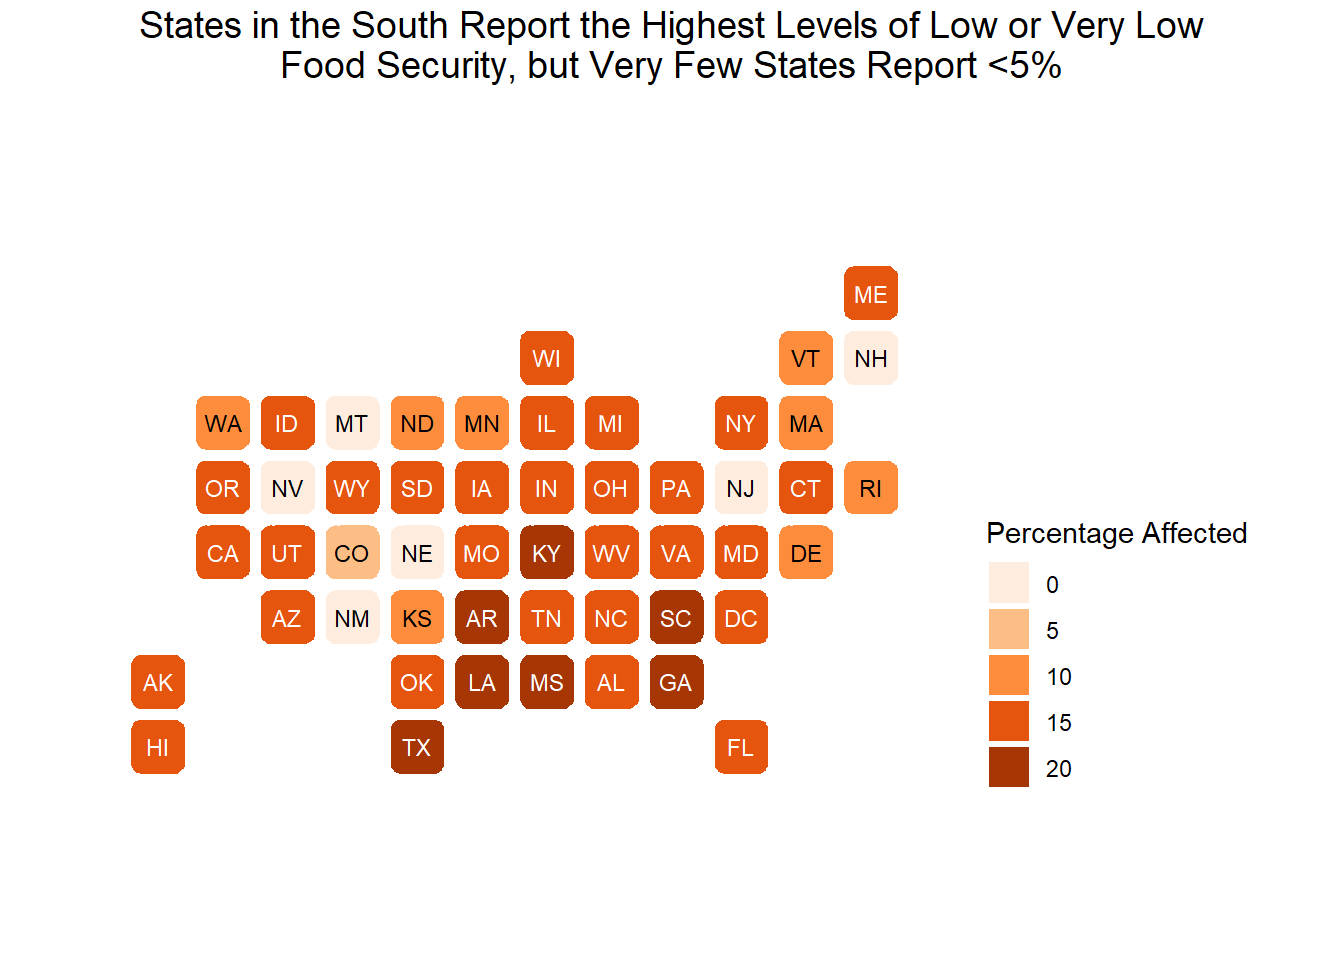 States in the South Report the Highest Levels of Low or Very Low
Food Security, but Very Few States Report <5%
ME
WI VT NH
WA ID MT ND MN IL MI NY MA
OR NV WY SD IA IN OH PA NJ CT RI
CA UT CO NE MO KY WV VA MD DE
AZ NM KS AR TN NC SC DC
AK OK LA MS AL GA
HI TX FL
Percentage Affected
0
5
10
15
20